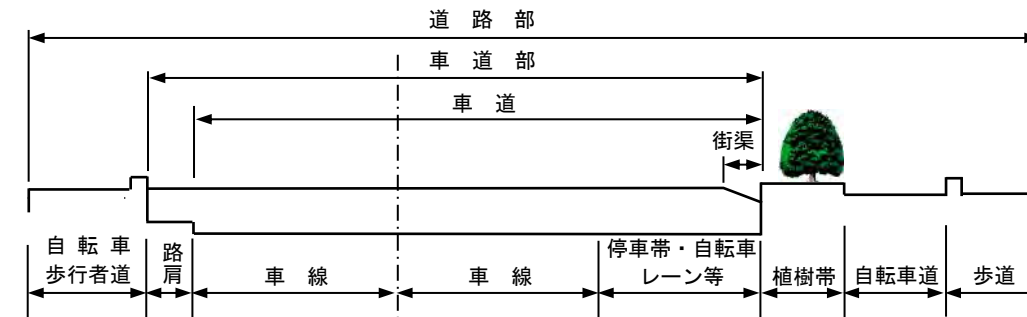 道路部
車道部
車道
街渠
自転車
歩行者道
路肩
車線
車線
停車帯・自転車
レーン等
植樹帯
自転車道
歩道